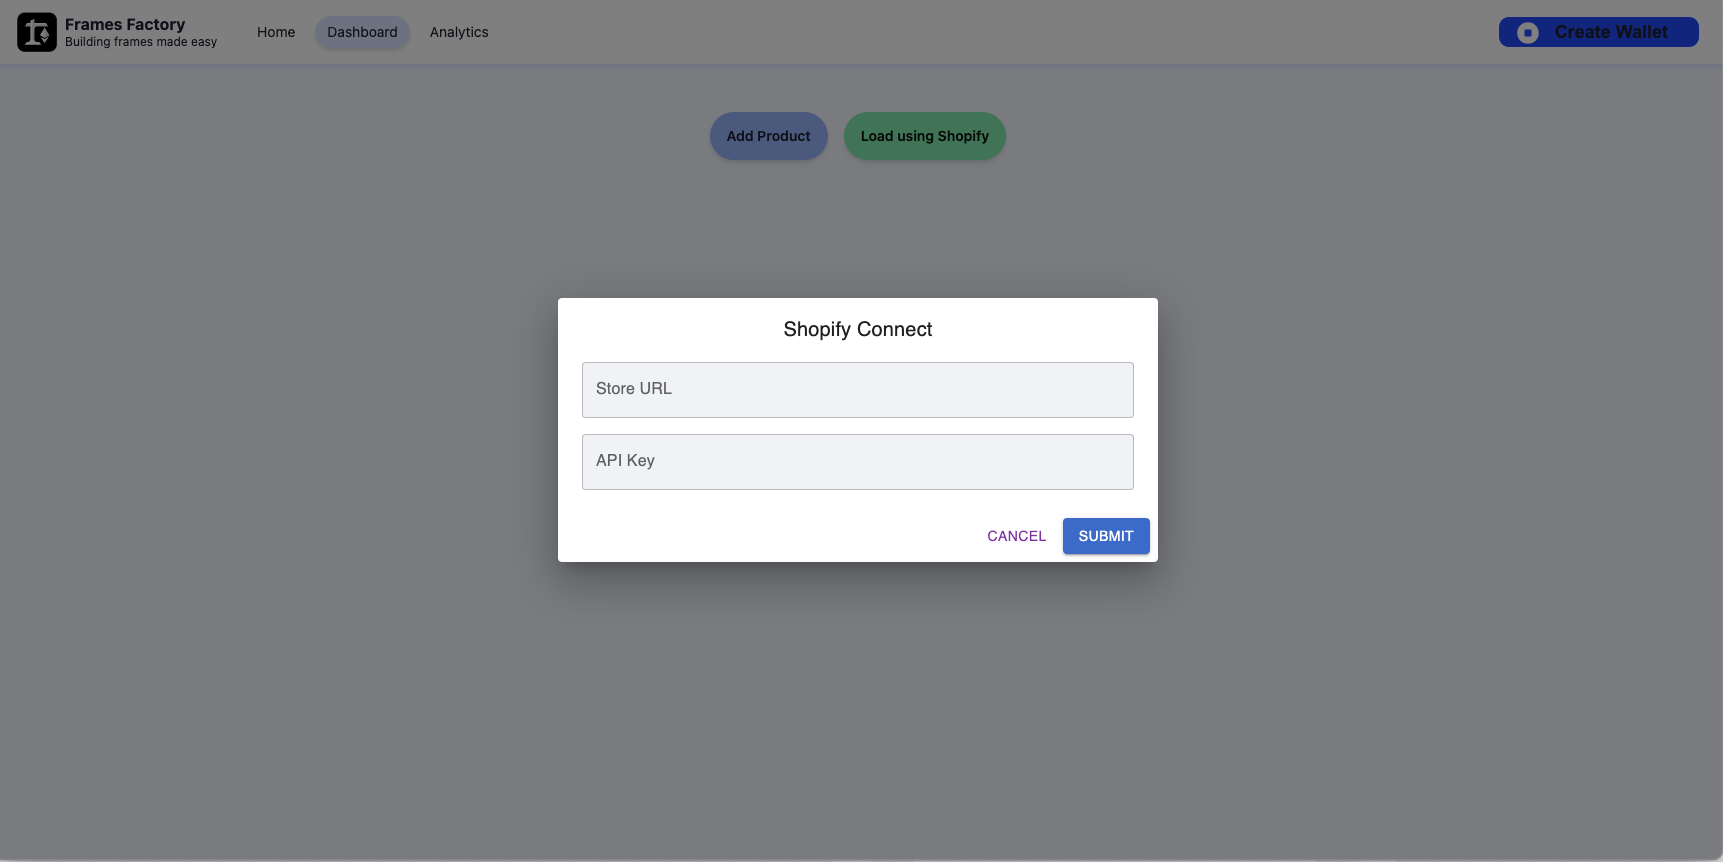 Frames Factory
Building frames made easy
Home
Dashboard
Analytics
Create Wallet
Add Product
Load using Shopify
Shopify Connect
Store URL
API Key
CANCEL
SUBMIT